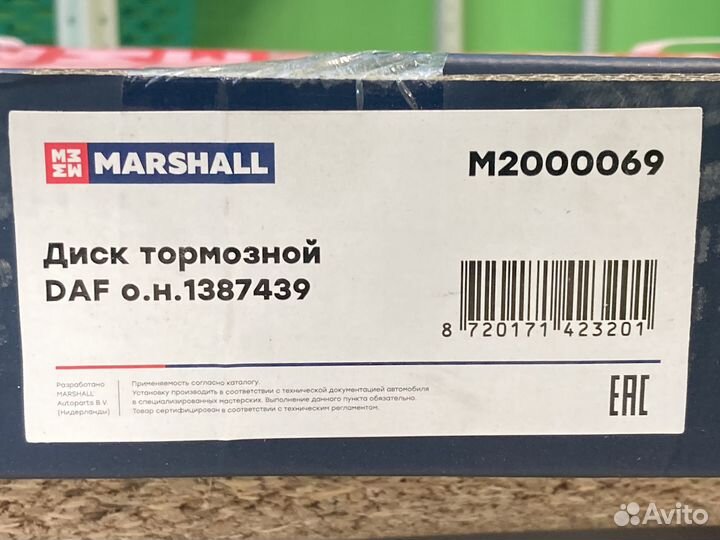 MARSHALL
M2000069
Диск тормозной
DAF о.н.1387439
8 720171 423201
Разработано
MARSHALL
Autoparts B.V.
(Нидерланды)
Применяемость согласно каталогу.
Установку производить в соответствии с технической документацией автомобиля
в специализированных мастерских. Выполнение данного пункта обязательно.
Товар сертифицирован в соответствии с техническим регламентом.
EAC
Avito